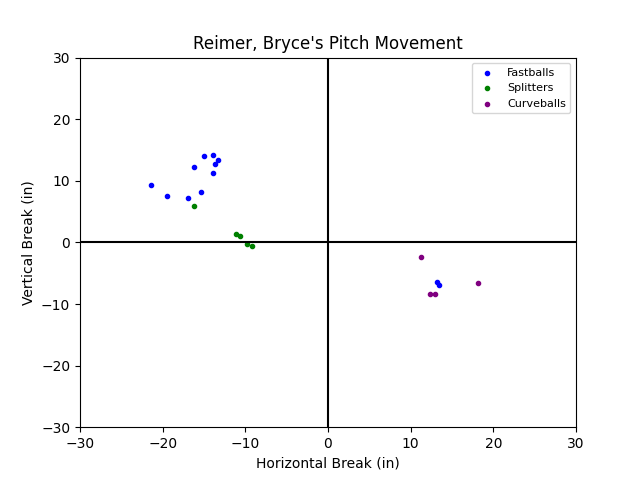 Reimer, Bryce's Pitch Movement
Fastballs
Splitters
Curveballs
Vertical Break (in)
30
20
10
0
−10
−20
−30
−30
−20
−10
0
10
20
30
Horizontal Break (in)